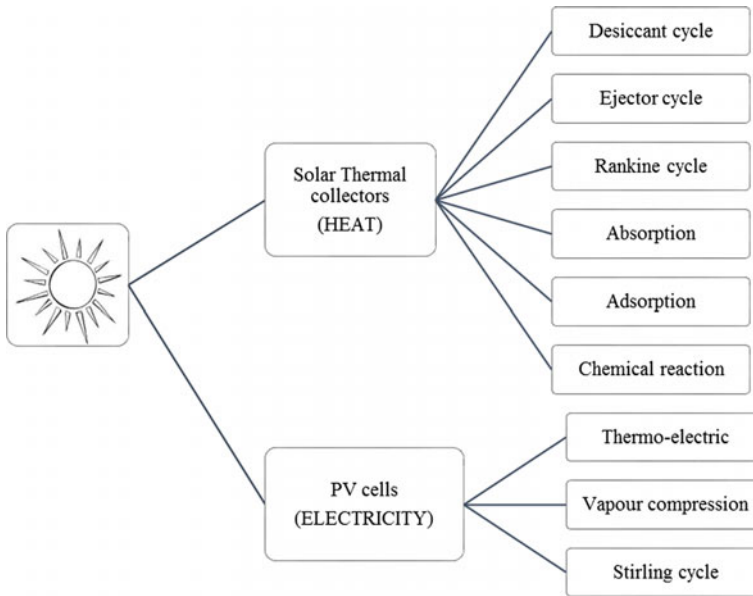 Desiccant cycle
Ejector cycle
Rankine cycle
Absorption
Adsorption
Chemical reaction
Solar Thermal
collectors
(HEAT)
Thermo-electric
Vapour compression
Stirling cycle
PV cells
(ELECTRICITY)